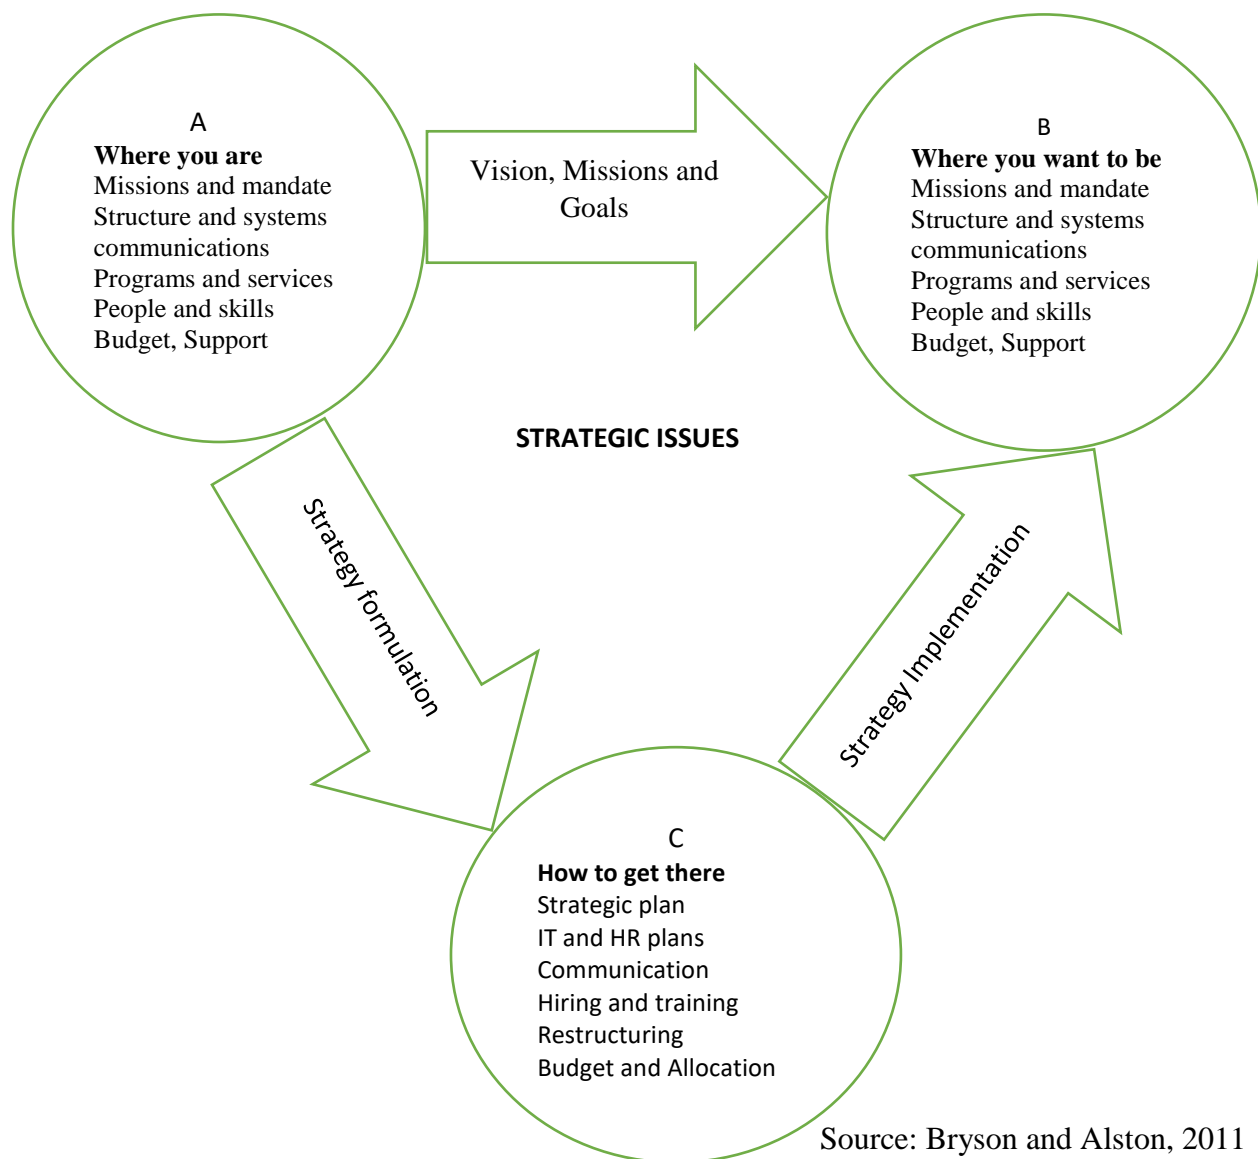 A
Where you are
Missions and mandate
Structure and systems
communications
Programs and services
People and skills
Budget, Support
Vision, Missions and
Goals
B
Where you want to be
Missions and mandate
Structure and systems
communications
Programs and services
People and skills
Budget, Support
STRATEGIC ISSUES
Strategy formulation
Strategy Implementation
C
How to get there
Strategic plan
IT and HR plans
Communication
Hiring and training
Restructuring
Budget and Allocation
Source: Bryson and Alston, 2011